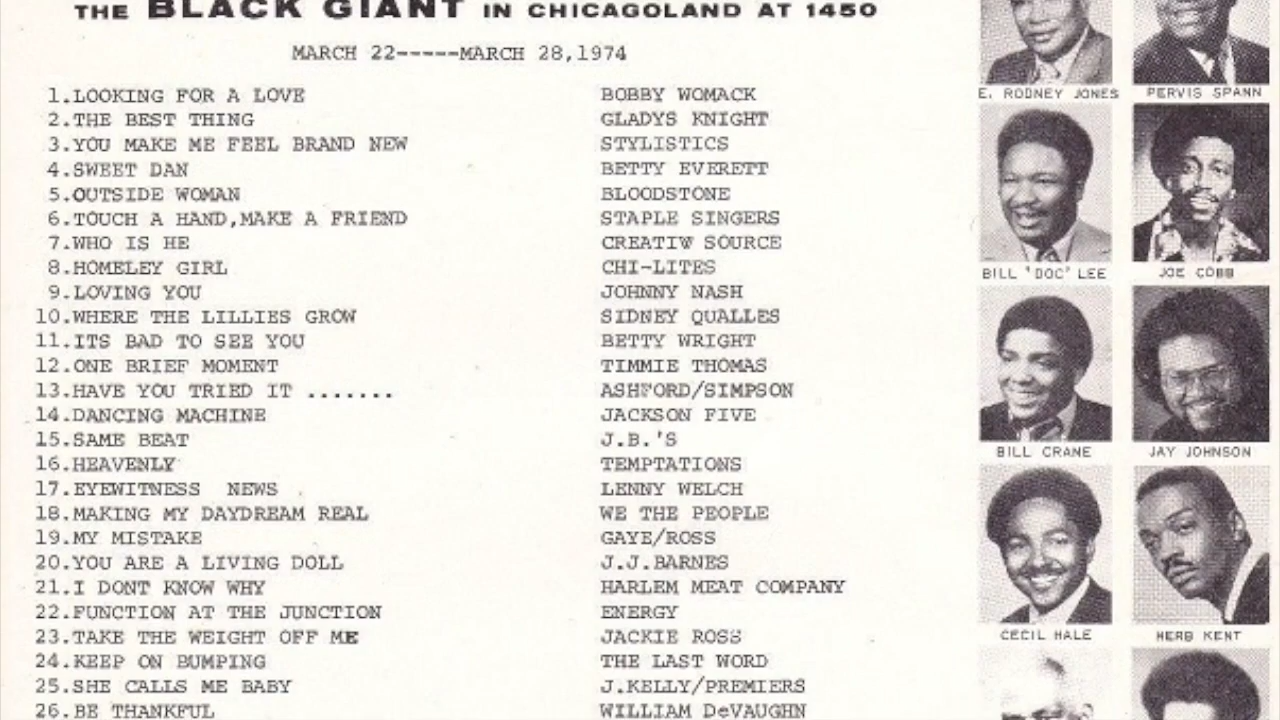 THE BLACK GIANT IN CHICAGOLAND AT 1450
MARCH 22-----MARCH 28,1974
1.LOOKING FOR A LOVE BOBBY WOMACK
2.THE BEST THING GLADYS KNIGHT
3.YOU MAKE ME FEEL BRAND NEW STYLISTICS
4.SWEET DAN BETTY EVERETT
5.OUTSIDE WOMAN BLOODSTONE
6.TOUCH A HAND,MAKE A FRIEND STAPLE SINGERS
7.WHO IS HE CREATIW SOURCE
8.HOMELEY GIRL CHI-LITES
9.LOVING YOU JOHNNY NASH
10.WHERE THE LILLIES GROW SIDNEY QUALLES
11.ITS BAD TO SEE YOU BETTY WRIGHT
12.ONE BRIEF MOMENT TIMMIE THOMAS
13.HAVE YOU TRIED IT ....... ASHFORD/SIMPSON
14.DANCING MACHINE JACKSON FIVE
15.SAME BEAT J.B.'S
16.HEAVENLY TEMPTATIONS
17.EYEWITNESS NEWS LENNY WELCH
18.MAKING MY DAYDREAM REAL WE THE PEOPLE
19.MY MISTAKE GAYE/ROSS
20.YOU ARE A LIVING DOLL J.J.BARNES
21.I DONT KNOW WHY HARLEM MEAT COMPANY
22.FUNCTION AT THE JUNCTION ENERGY
23.TAKE THE WEIGHT OFF ME JACKIE ROSS
24.KEEP ON BUMPING THE LAST WORD
25.SHE CALLS ME BABY J.KELLY/PREMIERS
26.BE THANKFUL WILLIAM DeVAUGHN
E. RODNEY JONES PERVIS SPANN
BILL "DOC" LEE JOE COBB
BILL CRANE JAY JOHNSON
CECIL HALE HERB KENT